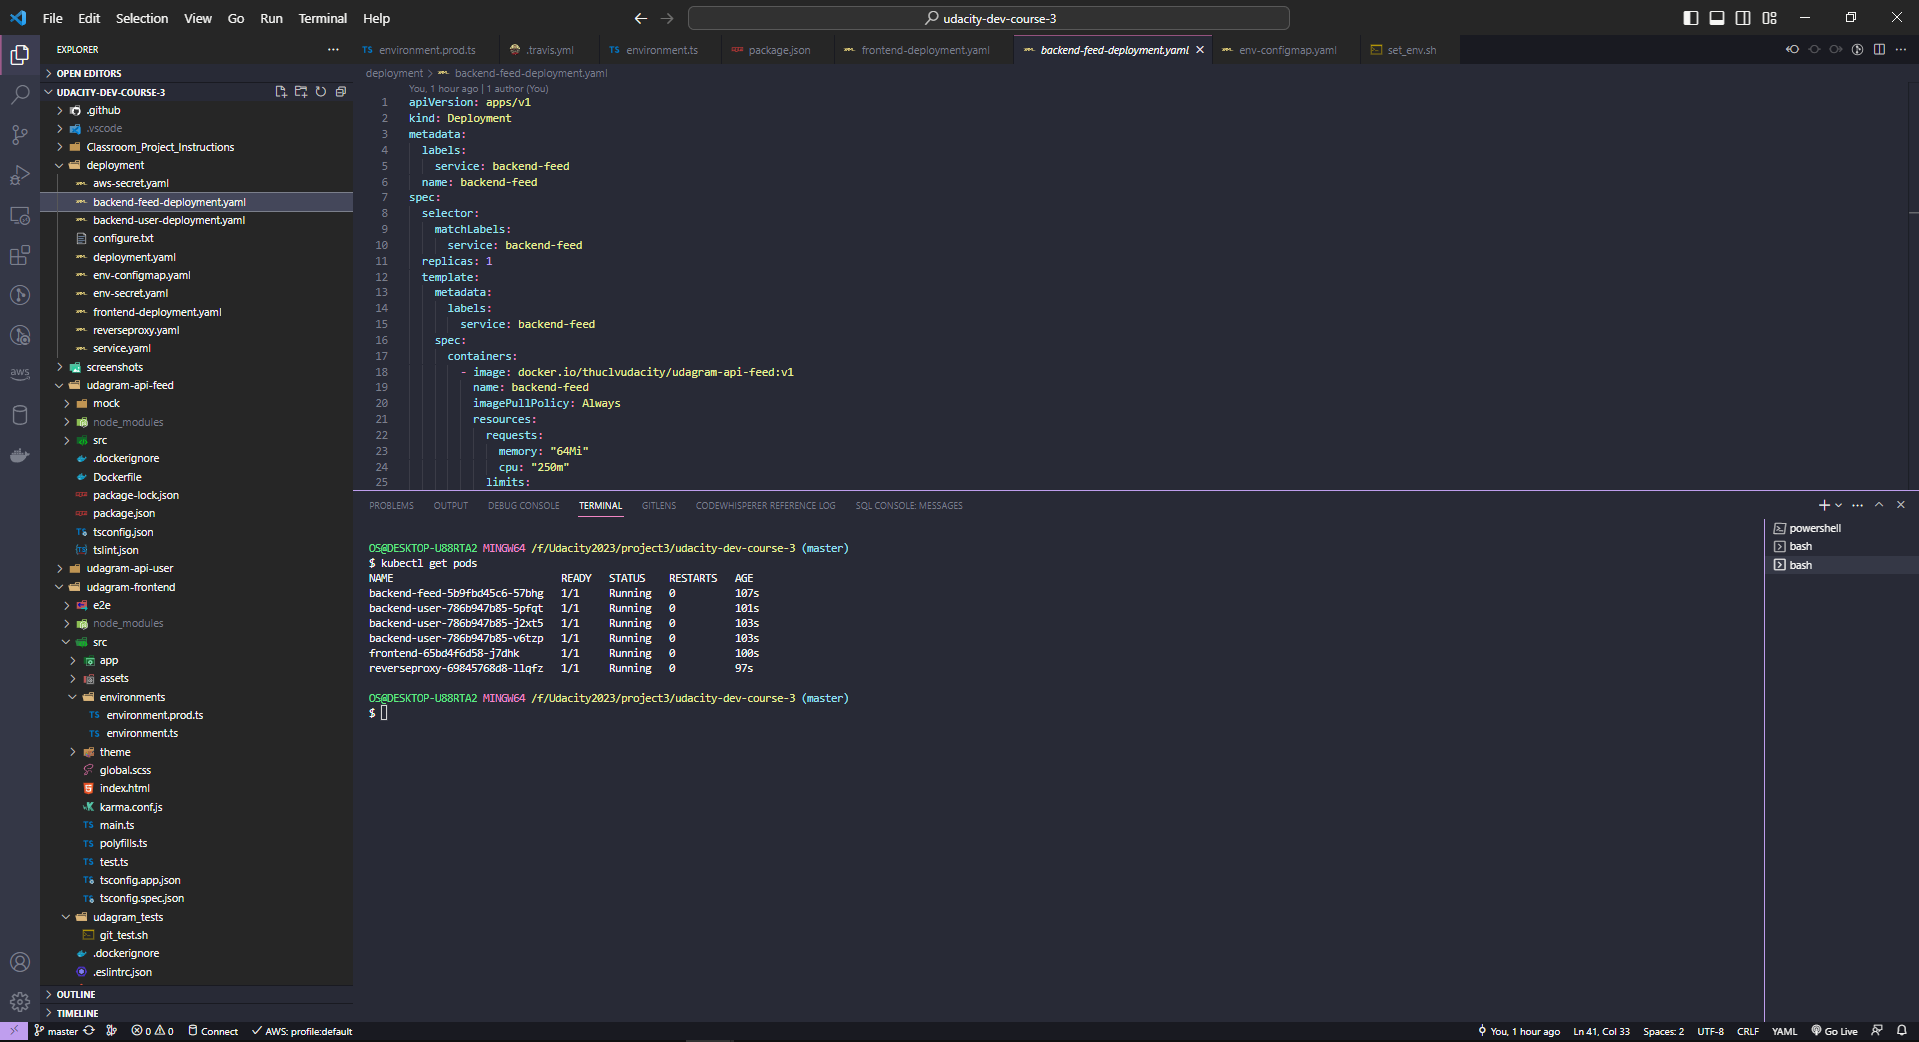 File Edit Selection View Go Run Terminal Help
udacity-dev-course-3
EXPLORER
OPEN EDITORS
UDACITY-DEV-COURSE-3
.github
.vscode
Classroom_Project_Instructions
deployment
aws-secret.yaml
backend-feed-deployment.yaml
backend-user-deployment.yaml
configure.txt
deployment.yaml
env-configmap.yaml
env-secret.yaml
frontend-deployment.yaml
reverseproxy.yaml
service.yaml
screenshots
udagram-api-feed
mock
node_modules
src
.dockerignore
Dockerfile
package-lock.json
package.json
tsconfig.json
tslint.json
udagram-api-user
udagram-frontend
e2e
node_modules
src
app
assets
environments
environment.prod.ts
environment.ts
theme
global.scss
index.html
karma.conf.js
main.ts
polyfills.ts
test.ts
tsconfig.app.json
tsconfig.spec.json
udagram_tests
git_test.sh
.dockerignore
.eslintrc.json
OUTLINE
TIMELINE
environment.prod.ts .travis.yml environment.ts package.json frontend-deployment.yaml backend-feed-deployment.yaml env-configmap.yaml set_env.sh
deployment > backend-feed-deployment.yaml
You, 1 hour ago | 1 author (You)
1 apiVersion: apps/v1
2 kind: Deployment
3 metadata:
4 labels:
5 service: backend-feed
6 name: backend-feed
7 spec:
8 selector:
9 matchLabels:
10 service: backend-feed
11 replicas: 1
12 template:
13 metadata:
14 labels:
15 service: backend-feed
16 spec:
17 containers:
18 - image: docker.io/thuclvudacity/udagram-api-feed:v1
19 name: backend-feed
20 imagePullPolicy: Always
21 resources:
22 requests:
23 memory: "64Mi"
24 cpu: "250m"
25 limits:
PROBLEMS OUTPUT DEBUG CONSOLE TERMINAL GITLENS CODEWHISPERER REFERENCE LOG SQL CONSOLE: MESSAGES
OS@DESKTOP-U88RTA2 MINGW64 /f/Udacity2023/project3/udacity-dev-course-3 (master)
$ kubectl get pods
NAME READY STATUS RESTARTS AGE
backend-feed-5b9fbd45c6-57bhg 1/1 Running 0 107s
backend-user-786b947b85-5pfqt 1/1 Running 0 101s
backend-user-786b947b85-j2xt5 1/1 Running 0 103s
backend-user-786b947b85-v6tzp 1/1 Running 0 103s
frontend-65bd4f6d58-j7dhk 1/1 Running 0 100s
reverseproxy-69845768d8-llqfz 1/1 Running 0 97s
OS@DESKTOP-U88RTA2 MINGW64 /f/Udacity2023/project3/udacity-dev-course-3 (master)
$
powershell
bash
bash
master 0 0 Connect AWS: profile:default You, 1 hour ago Ln 41, Col 33 Spaces: 2 UTF-8 CRLF YAML Go Live